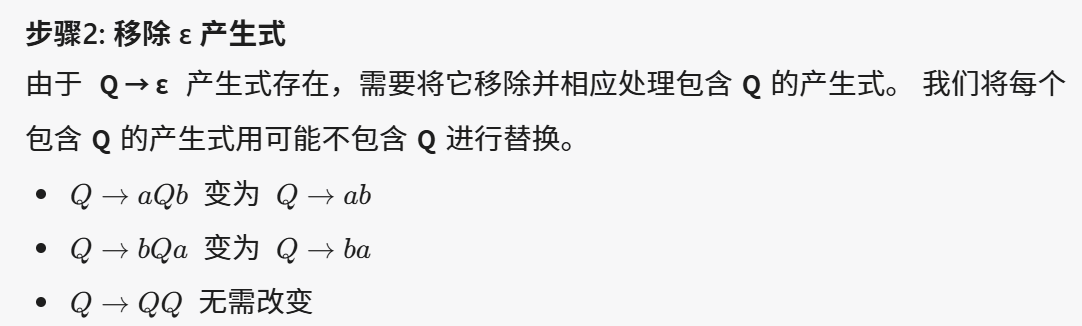 步骤2: 移除 ε 产生式
由于 Q → ε 产生式存在，需要将它移除并相应处理包含 Q 的产生式。 我们将每个
包含 Q 的产生式用可能不包含 Q 进行替换。
• Q → aQb 变为 Q → ab
• Q → bQa 变为 Q → ba
• Q → QQ 无需改变